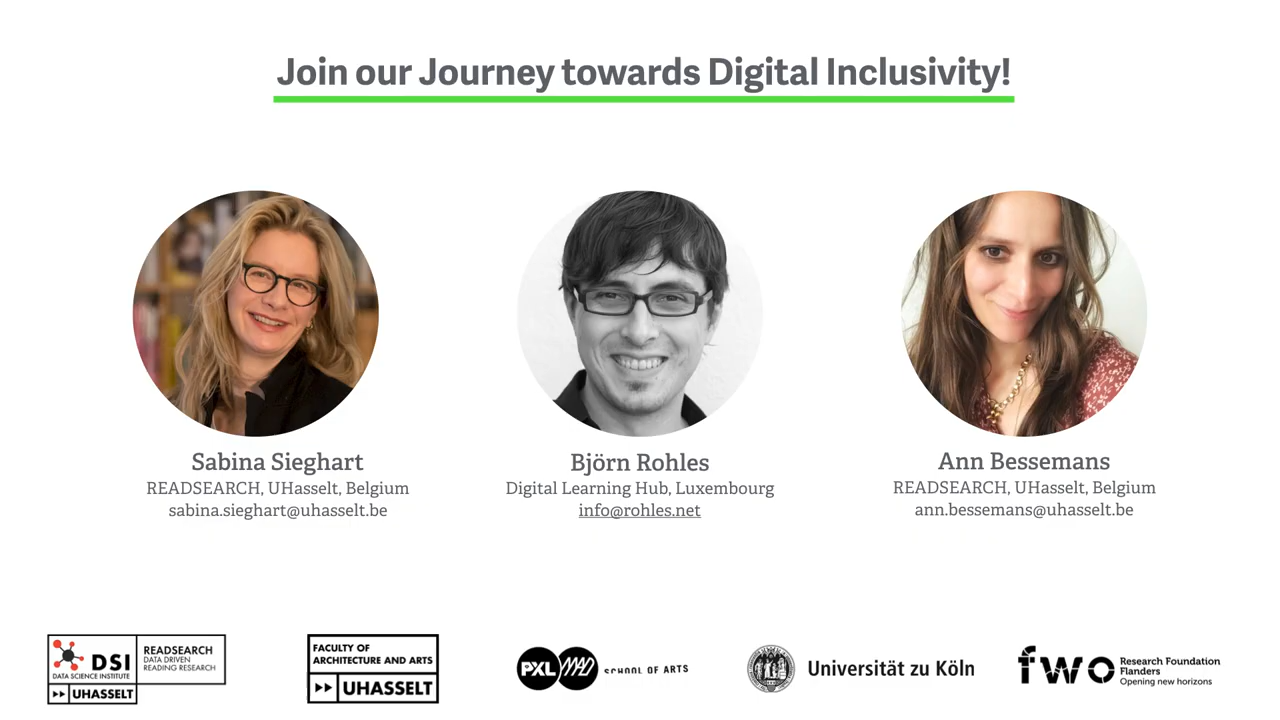 Join our Journey towards Digital Inclusivity!
Sabina Sieghart
READSEARCH, UHasselt, Belgium
sabina.sieghart@uhasselt.be
Björn Rohles
Digital Learning Hub, Luxembourg
info@rohles.net
Ann Bessemans
READSEARCH, UHasselt, Belgium
ann.bessemans@uhasselt.be
DSI
DATA SCIENCE INSTITUTE
UHASSELT
READSEARCH
DATA DRIVEN
READING RESEARCH
FACULTY OF
ARCHITECTURE AND ARTS
UHASSELT
PXL MAD SCHOOL OF ARTS
Universität zu Köln
fwo
Research Foundation
Flanders
Opening new horizons